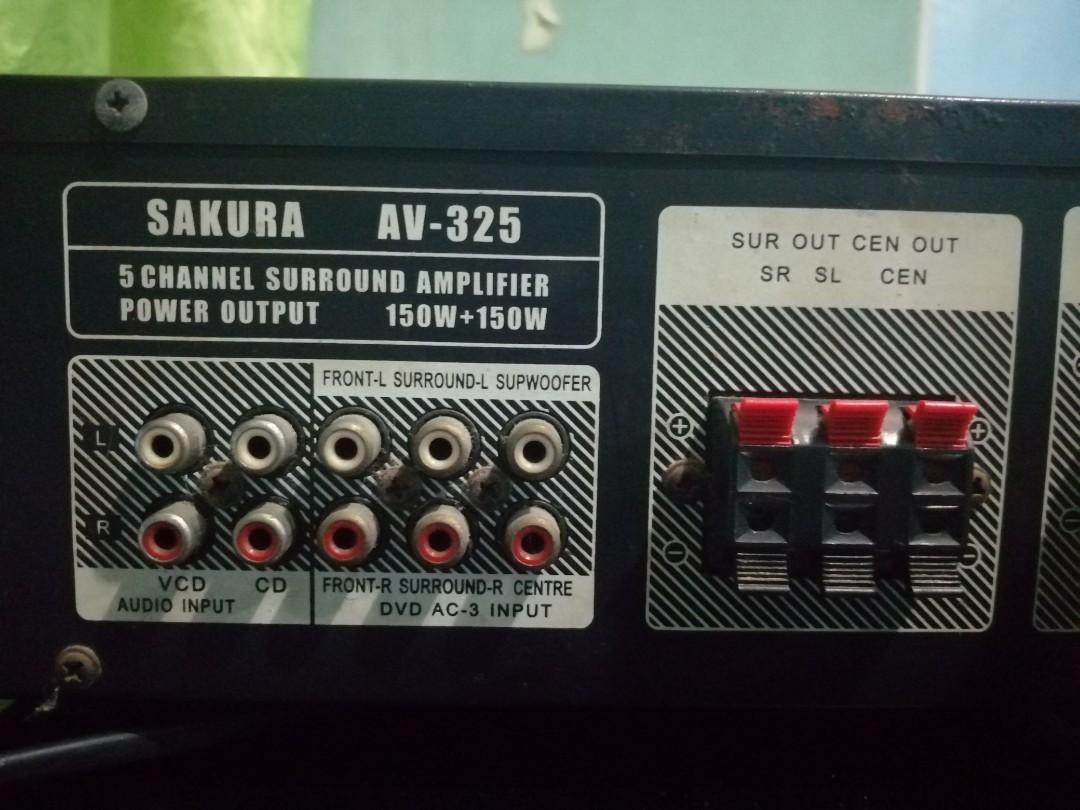 SAKURA AV-325
5 CHANNEL SURROUND AMPLIFIER
POWER OUTPUT 150W+150W
FRONT-L SURROUND-L SUPWOOFER
L
R
VCD CD
AUDIO INPUT
FRONT-R SURROUND-R CENTRE
DVD AC-3 INPUT
SUR OUT CEN OUT
SR SL CEN
+ +
- -